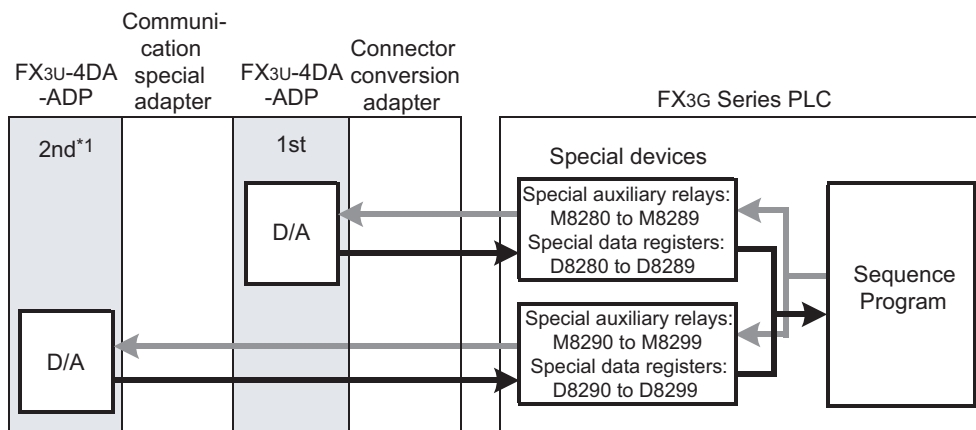 FX3U-4DA
-ADP
Communi-
cation
special
adapter
FX3U-4DA
-ADP
Connector
conversion
adapter
FX3G Series PLC
2nd*1
1st
D/A
D/A
Special devices
Special auxiliary relays:
M8280 to M8289
Special data registers:
D8280 to D8289
Special auxiliary relays:
M8290 to M8299
Special data registers:
D8290 to D8299
Sequence
Program